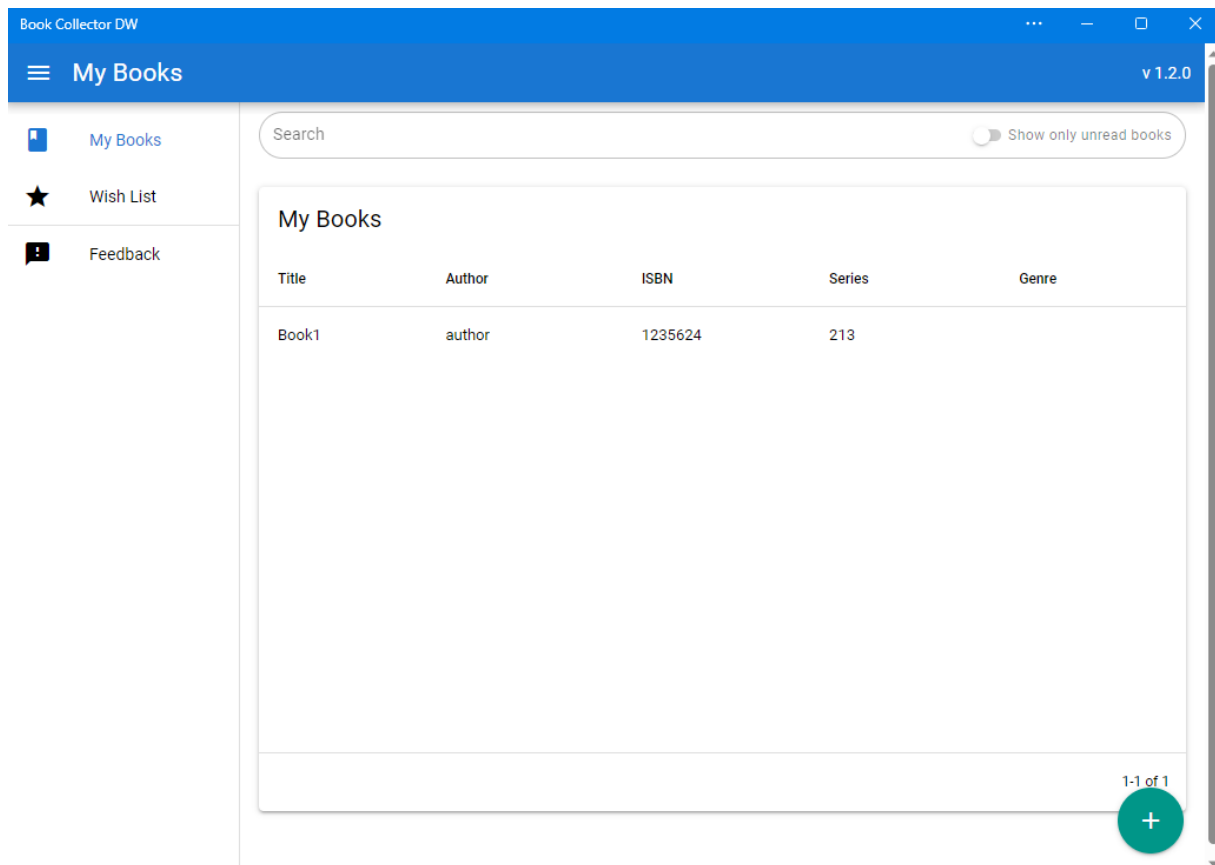 Book Collector DW
My Books
v 1.2.0
My Books
Wish List
Feedback
Search
Show only unread books
My Books
Title Author ISBN Series Genre
Book1 author 1235624 213
1-1 of 1
+